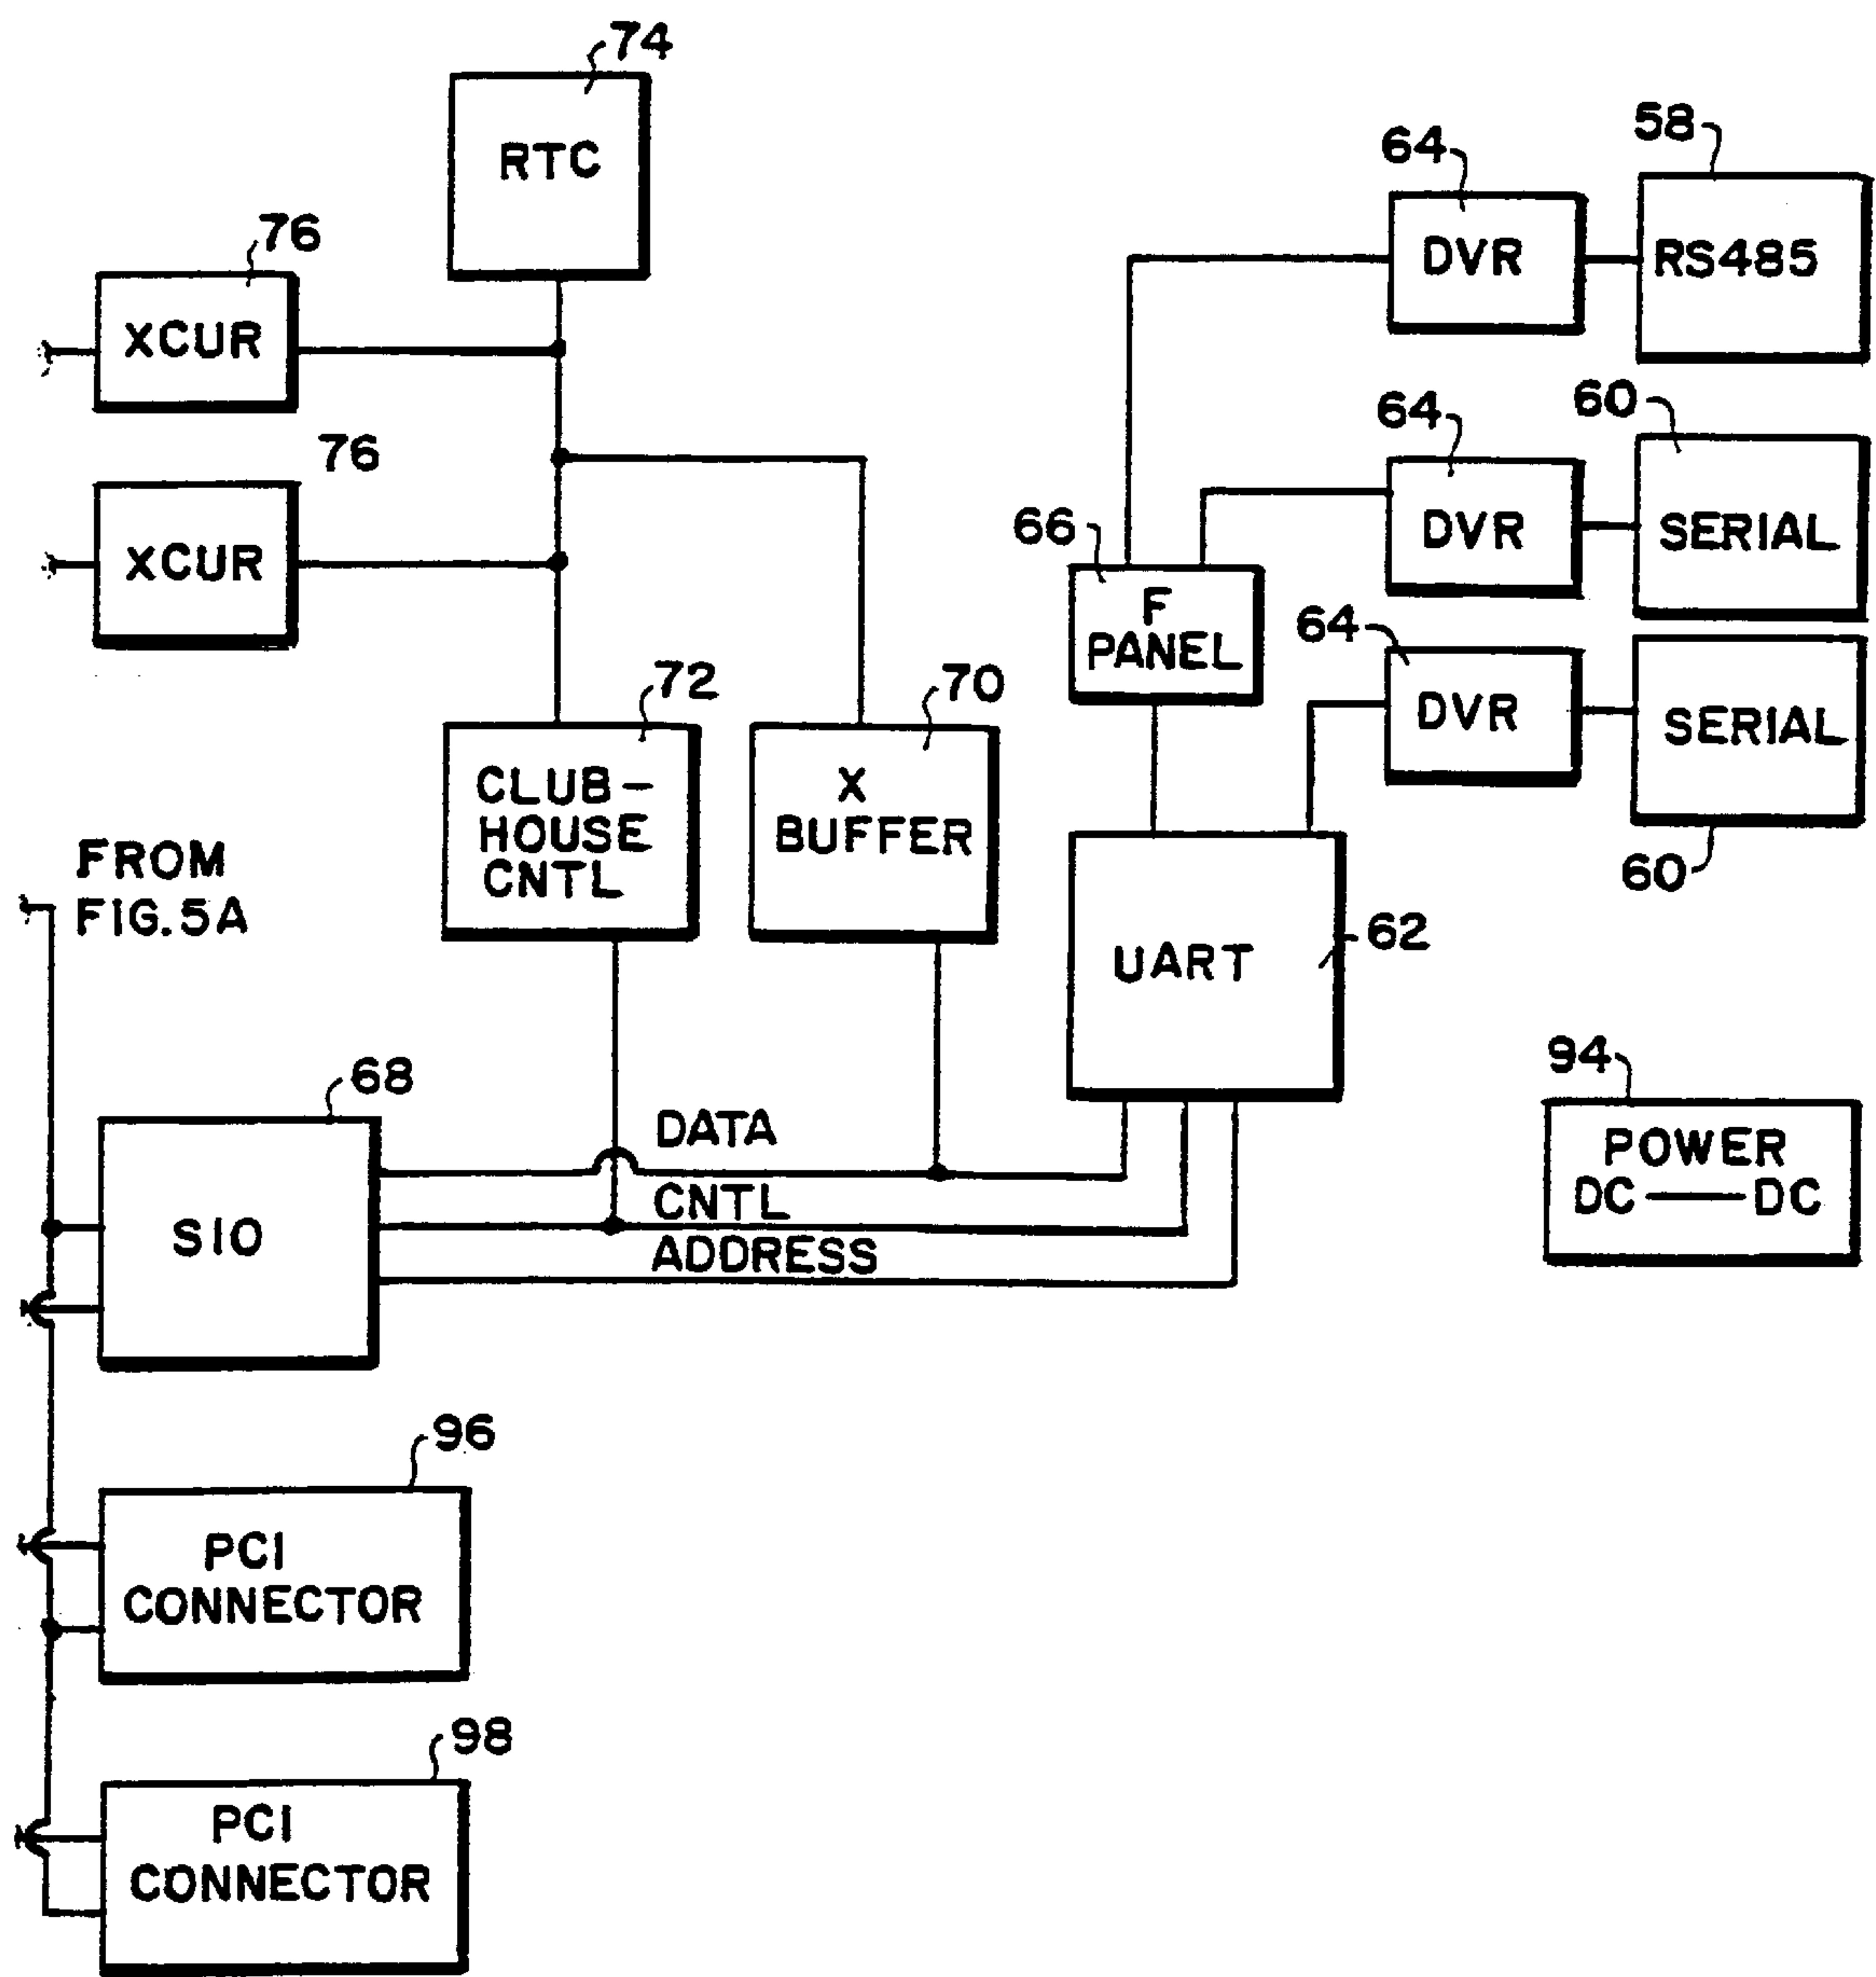 74
RTC
76
XCUR
76
XCUR
64
DVR
58
RS485
64
DVR
60
SERIAL
66
F
PANEL
64
DVR
SERIAL
60
72
CLUB-
HOUSE
CNTL
70
X
BUFFER
FROM
FIG. 5A
UART
62
68
SIO
DATA
CNTL
ADDRESS
94
POWER
DC — DC
96
PCI
CONNECTOR
98
PCI
CONNECTOR